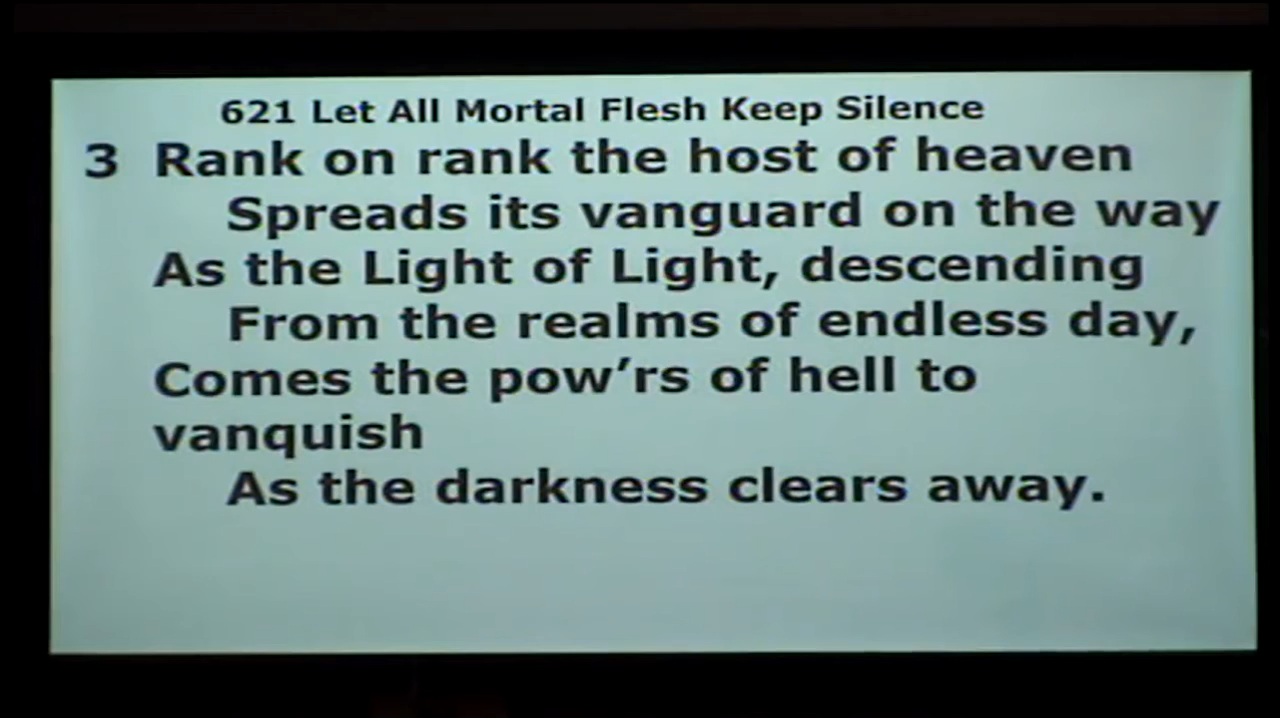 621 Let All Mortal Flesh Keep Silence
3 Rank on rank the host of heaven
Spreads its vanguard on the way
As the Light of Light, descending
From the realms of endless day,
Comes the pow’rs of hell to
vanquish
As the darkness clears away.